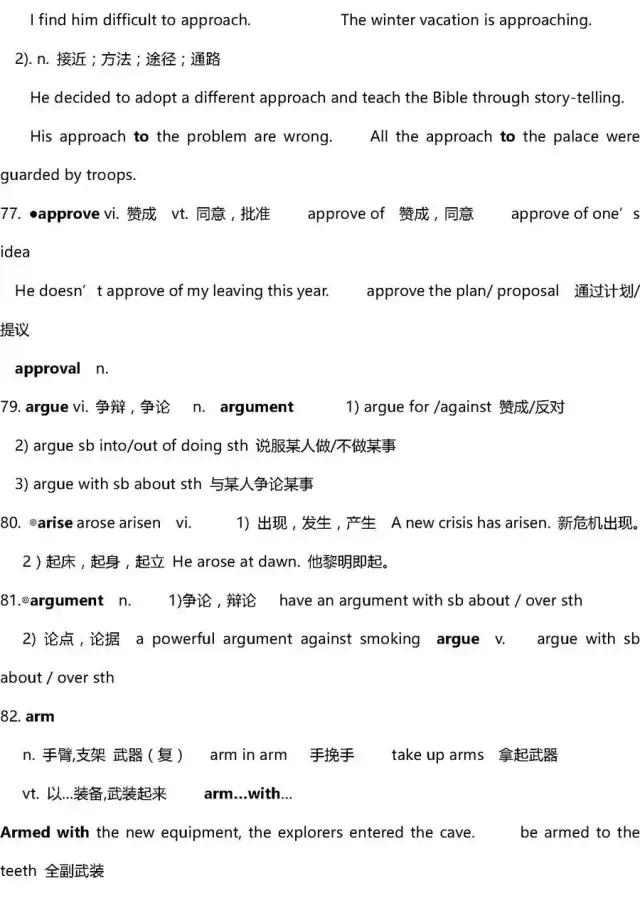 I find him difficult to approach. The winter vacation is approaching.
2). n. 接近；方法；途径；通路
He decided to adopt a different approach and teach the Bible through story-telling.
His approach to the problem are wrong. All the approach to the palace were
guarded by troops.
77. ●approve vi. 赞成 vt. 同意，批准 approve of 赞成，同意 approve of one's
idea
He doesn't approve of my leaving this year. approve the plan/ proposal 通过计划/
提议
approval n.
79. argue vi. 争辩，争论 n. argument 1) argue for /against 赞成/反对
2) argue sb into/out of doing sth 说服某人做/不做某事
3) argue with sb about sth 与某人争论某事
80. ◎arise arose arisen vi. 1) 出现，发生，产生 A new crisis has arisen. 新危机出现。
2）起床，起身，起立 He arose at dawn. 他黎明即起。
81.◎argument n. 1)争论，辩论 have an argument with sb about / over sth
2) 论点，论据 a powerful argument against smoking argue v. argue with sb
about / over sth
82. arm
n. 手臂,支架 武器（复） arm in arm 手挽手 take up arms 拿起武器
vt. 以...装备,武装起来 arm...with...
Armed with the new equipment, the explorers entered the cave. be armed to the
teeth 全副武装